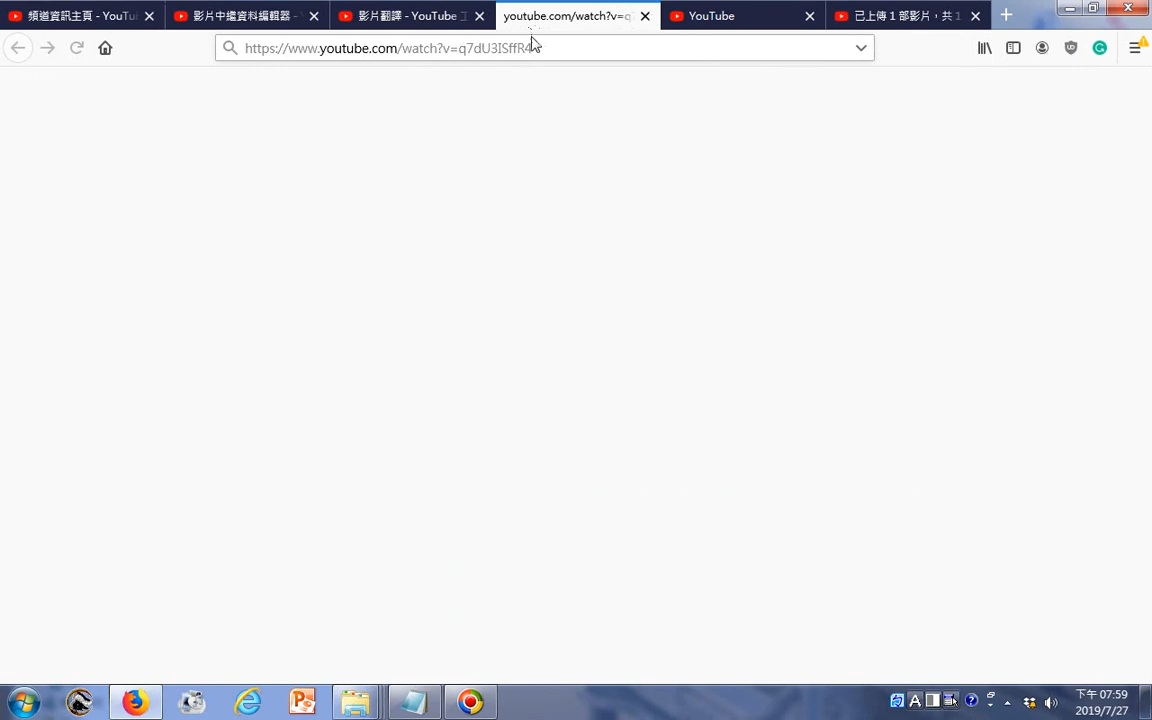 頻道資訊主頁 - YouTu
影片中繼資料編輯器 - Y
影片翻譯 - YouTube 工
youtube.com/watch?v=q7
YouTube
已上傳 1 部影片，共 1
https://www.youtube.com/watch?v=q7dU3ISffR4
下午 07:59
2019/7/27